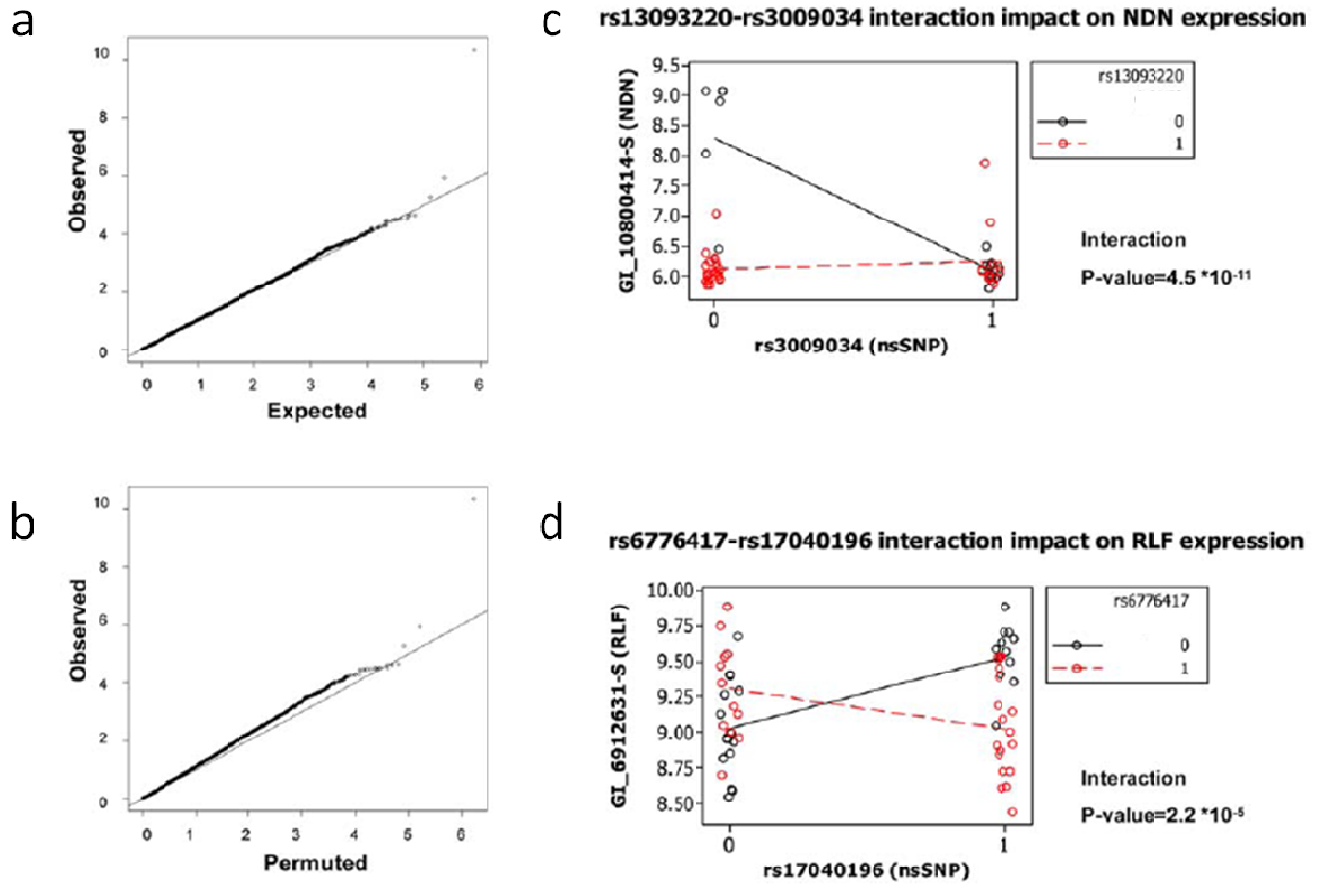 a
10
8
6
4
2
0
Observed
0 1 2 3 4 5 6
Expected
b
10
8
6
4
2
0
Observed
0 1 2 3 4 5 6
Permuted
c
rs13093220-rs3009034 interaction impact on NDN expression
9.5
9.0
8.5
8.0
7.5
7.0
6.5
6.0
GI_10800414-S (NDN)
0 1
rs3009034 (nsSNP)
rs13093220
0
1
Interaction
P-value=4.5 *10-11
d
rs6776417-rs17040196 interaction impact on RLF expression
10.00
9.75
9.50
9.25
9.00
8.75
8.50
GI_6912631-S (RLF)
0 1
rs17040196 (nsSNP)
rs6776417
0
1
Interaction
P-value=2.2 *10-5